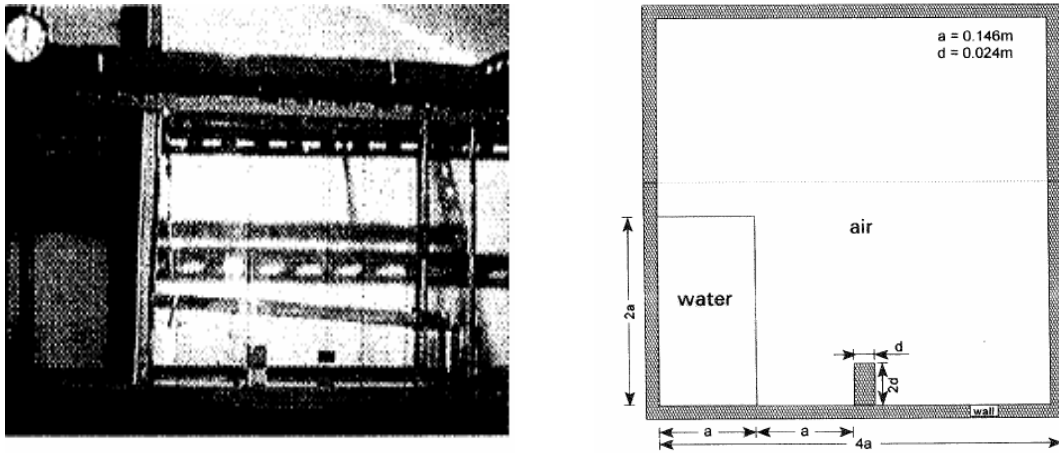 a = 0.146m
d = 0.024m
air
water
2a
d
2d
wall
a
a
4a